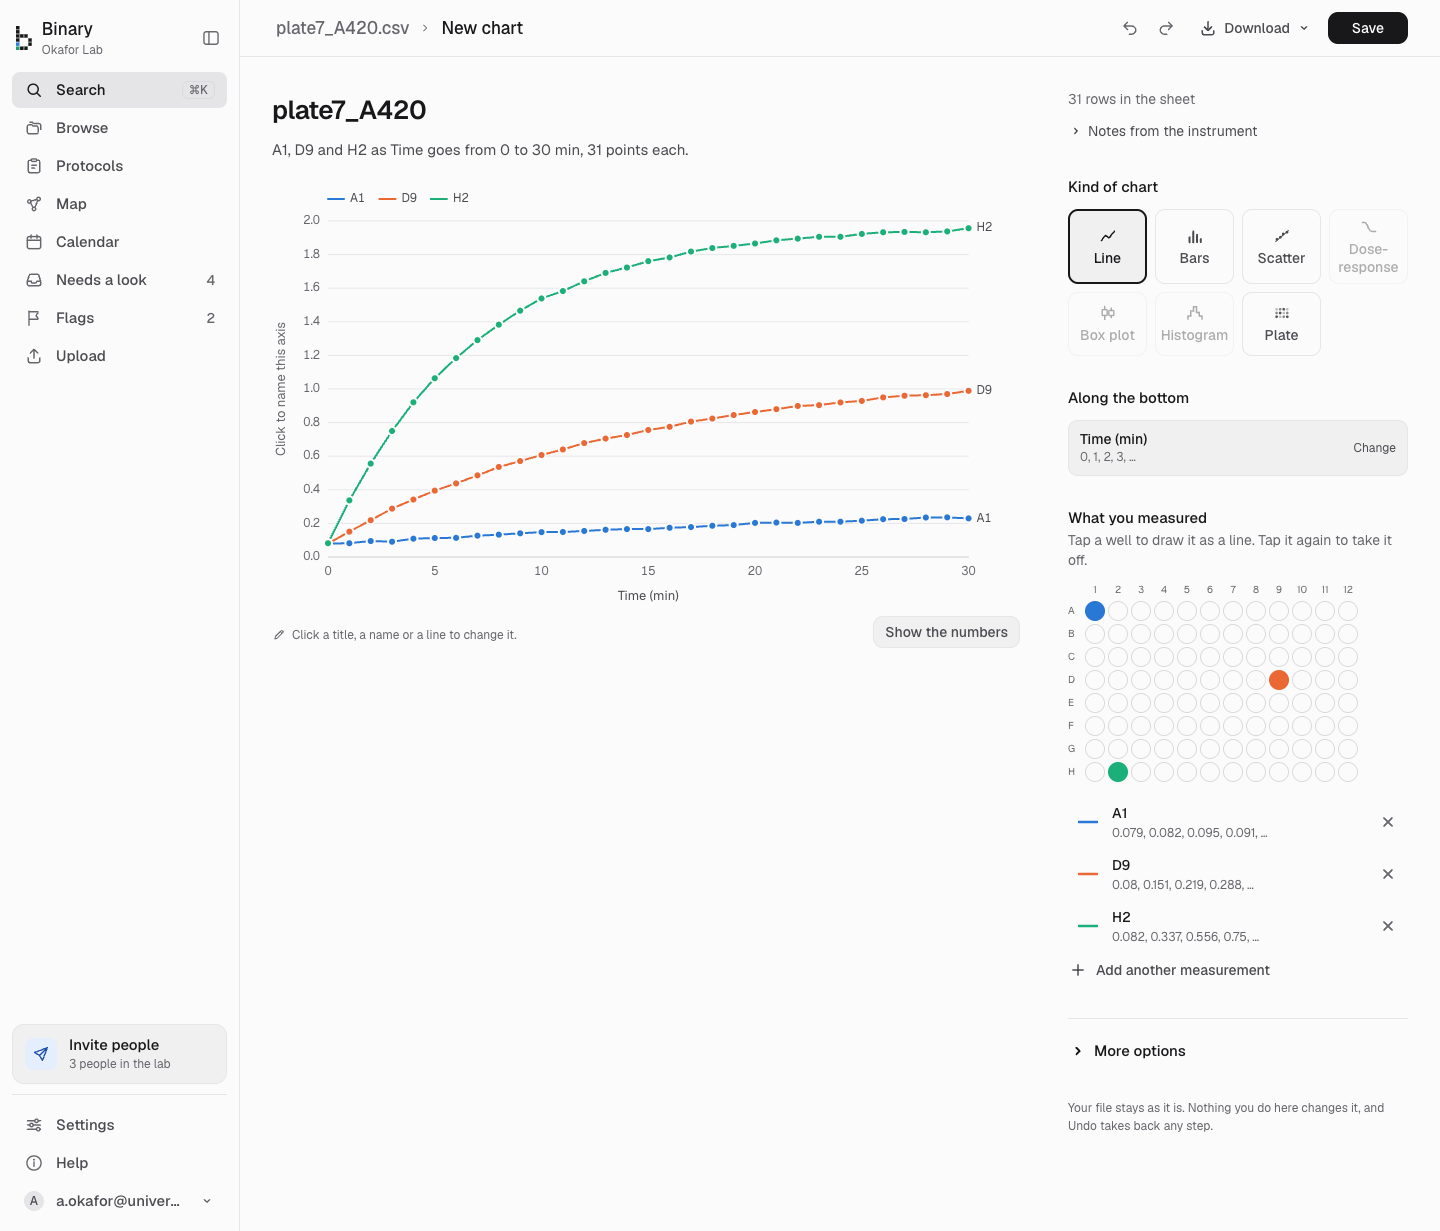 Binary
Okafor Lab
Search ⌘K
Browse
Protocols
Map
Calendar
Needs a look 4
Flags 2
Upload
Invite people
3 people in the lab
Settings
Help
A a.okafor@univer...
plate7_A420.csv › New chart
Download
Save
plate7_A420
A1, D9 and H2 as Time goes from 0 to 30 min, 31 points each.
A1 D9 H2
2.0
1.8
1.6
1.4
1.2
1.0
0.8
0.6
0.4
0.2
0.0
Click to name this axis
H2
D9
A1
0 5 10 15 20 25 30
Time (min)
Click a title, a name or a line to change it.
Show the numbers
31 rows in the sheet
Notes from the instrument
Kind of chart
Line
Bars
Scatter
Dose-
response
Box plot
Histogram
Plate
Along the bottom
Time (min)
0, 1, 2, 3, ...
Change
What you measured
Tap a well to draw it as a line. Tap it again to take it
off.
1 2 3 4 5 6 7 8 9 10 11 12
A
B
C
D
E
F
G
H
A1
0.079, 0.082, 0.095, 0.091, ...
D9
0.08, 0.151, 0.219, 0.288, ...
H2
0.082, 0.337, 0.556, 0.75, ...
Add another measurement
More options
Your file stays as it is. Nothing you do here changes it, and
Undo takes back any step.